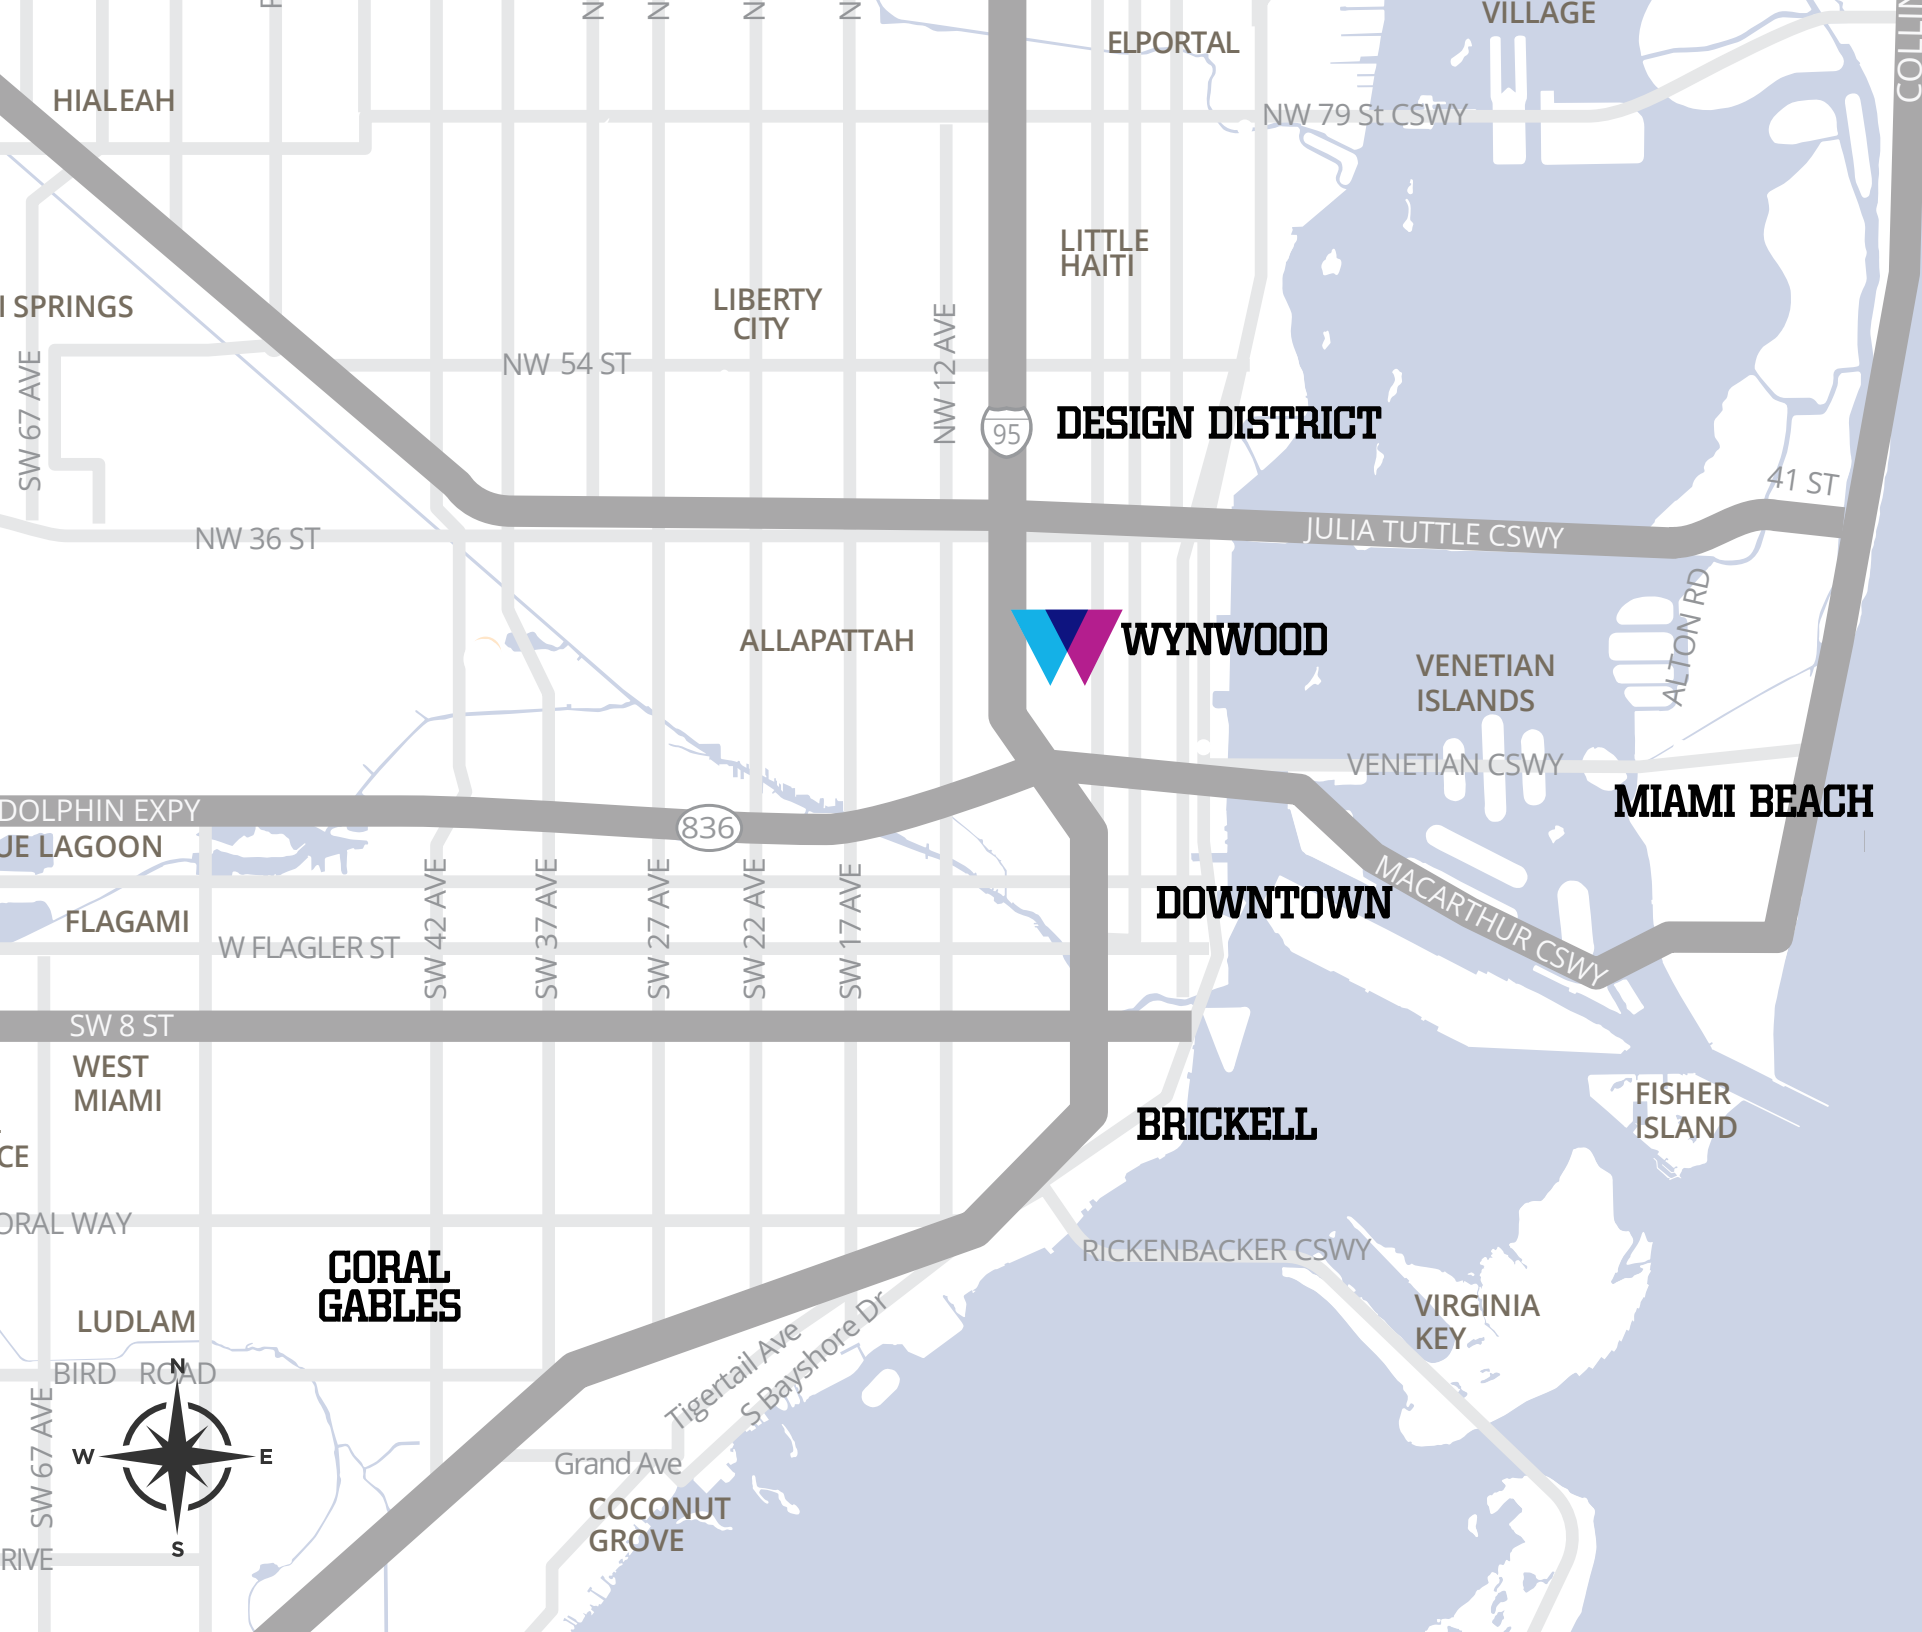 VILLAGE
ELPORTAL
HIALEAH
NW 79 St CSWY
LITTLE
HAITI
I SPRINGS
LIBERTY
CITY
NW 54 ST
NW 12 AVE
SW 67 AVE
95
DESIGN DISTRICT
41 ST
NW 36 ST
JULIA TUTTLE CSWY
ALTON RD
ALLAPATTAH
WYNWOOD
VENETIAN
ISLANDS
VENETIAN CSWY
MIAMI BEACH
DOLPHIN EXPY
836
UE LAGOON
MACARTHUR CSWY
DOWNTOWN
FLAGAMI
W FLAGLER ST
SW 42 AVE
SW 37 AVE
SW 27 AVE
SW 22 AVE
SW 17 AVE
SW 8 ST
WEST
MIAMI
FISHER
ISLAND
BRICKELL
CE
ORAL WAY
RICKENBACKER CSWY
CORAL
GABLES
VIRGINIA
KEY
LUDLAM
Tigertail Ave
S Bayshore Dr
BIRD ROAD
N
W
E
S
SW 67 AVE
Grand Ave
COCONUT
GROVE
RIVE